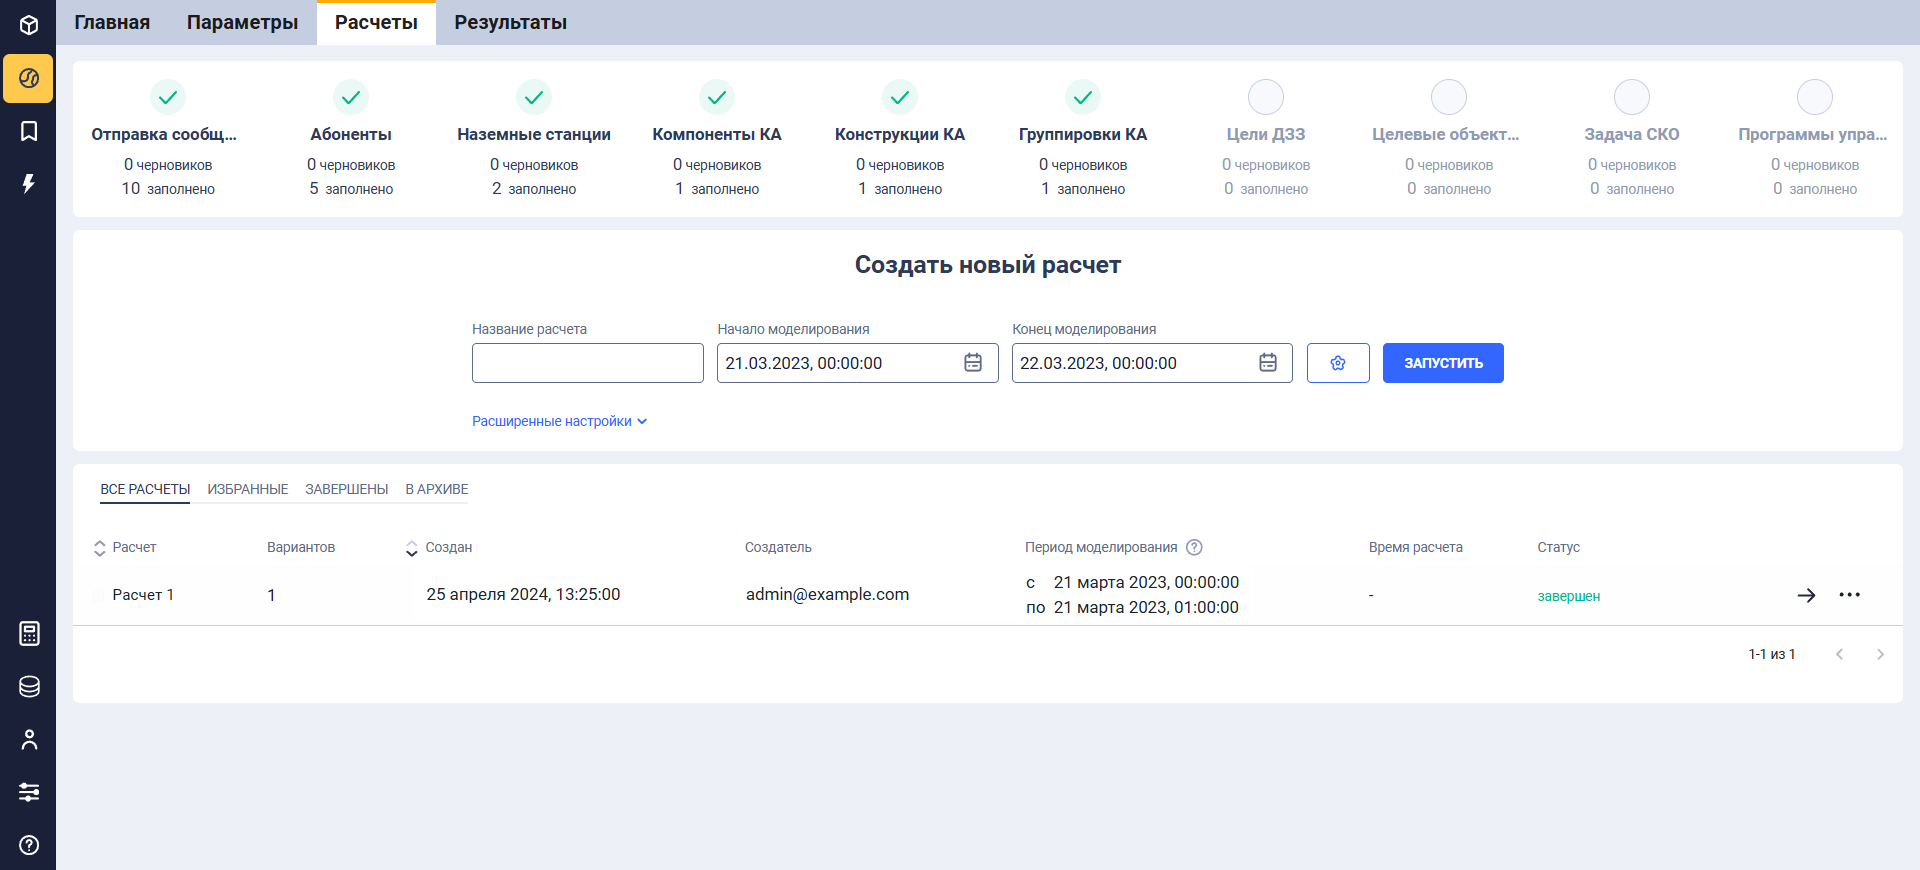 Главная Параметры Расчеты Результаты
Отправка сообщ... Абоненты Наземные станции Компоненты КА Конструкции КА Группировки КА Цели ДЗЗ Целевые объект... Задача СКО Программы упра...
0 черновиков 0 черновиков 0 черновиков 0 черновиков 0 черновиков 0 черновиков 0 черновиков 0 черновиков 0 черновиков 0 черновиков
10 заполнено 5 заполнено 2 заполнено 1 заполнено 1 заполнено 1 заполнено 0 заполнено 0 заполнено 0 заполнено 0 заполнено
Создать новый расчет
Название расчета Начало моделирования Конец моделирования
21.03.2023, 00:00:00 22.03.2023, 00:00:00 ЗАПУСТИТЬ
Расширенные настройки
ВСЕ РАСЧЕТЫ ИЗБРАННЫЕ ЗАВЕРШЕНЫ В АРХИВЕ
Расчет Вариантов Создан Создатель Период моделирования Время расчета Статус
Расчет 1 1 25 апреля 2024, 13:25:00 admin@example.com с 21 марта 2023, 00:00:00 - завершен
по 21 марта 2023, 01:00:00
1-1 из 1